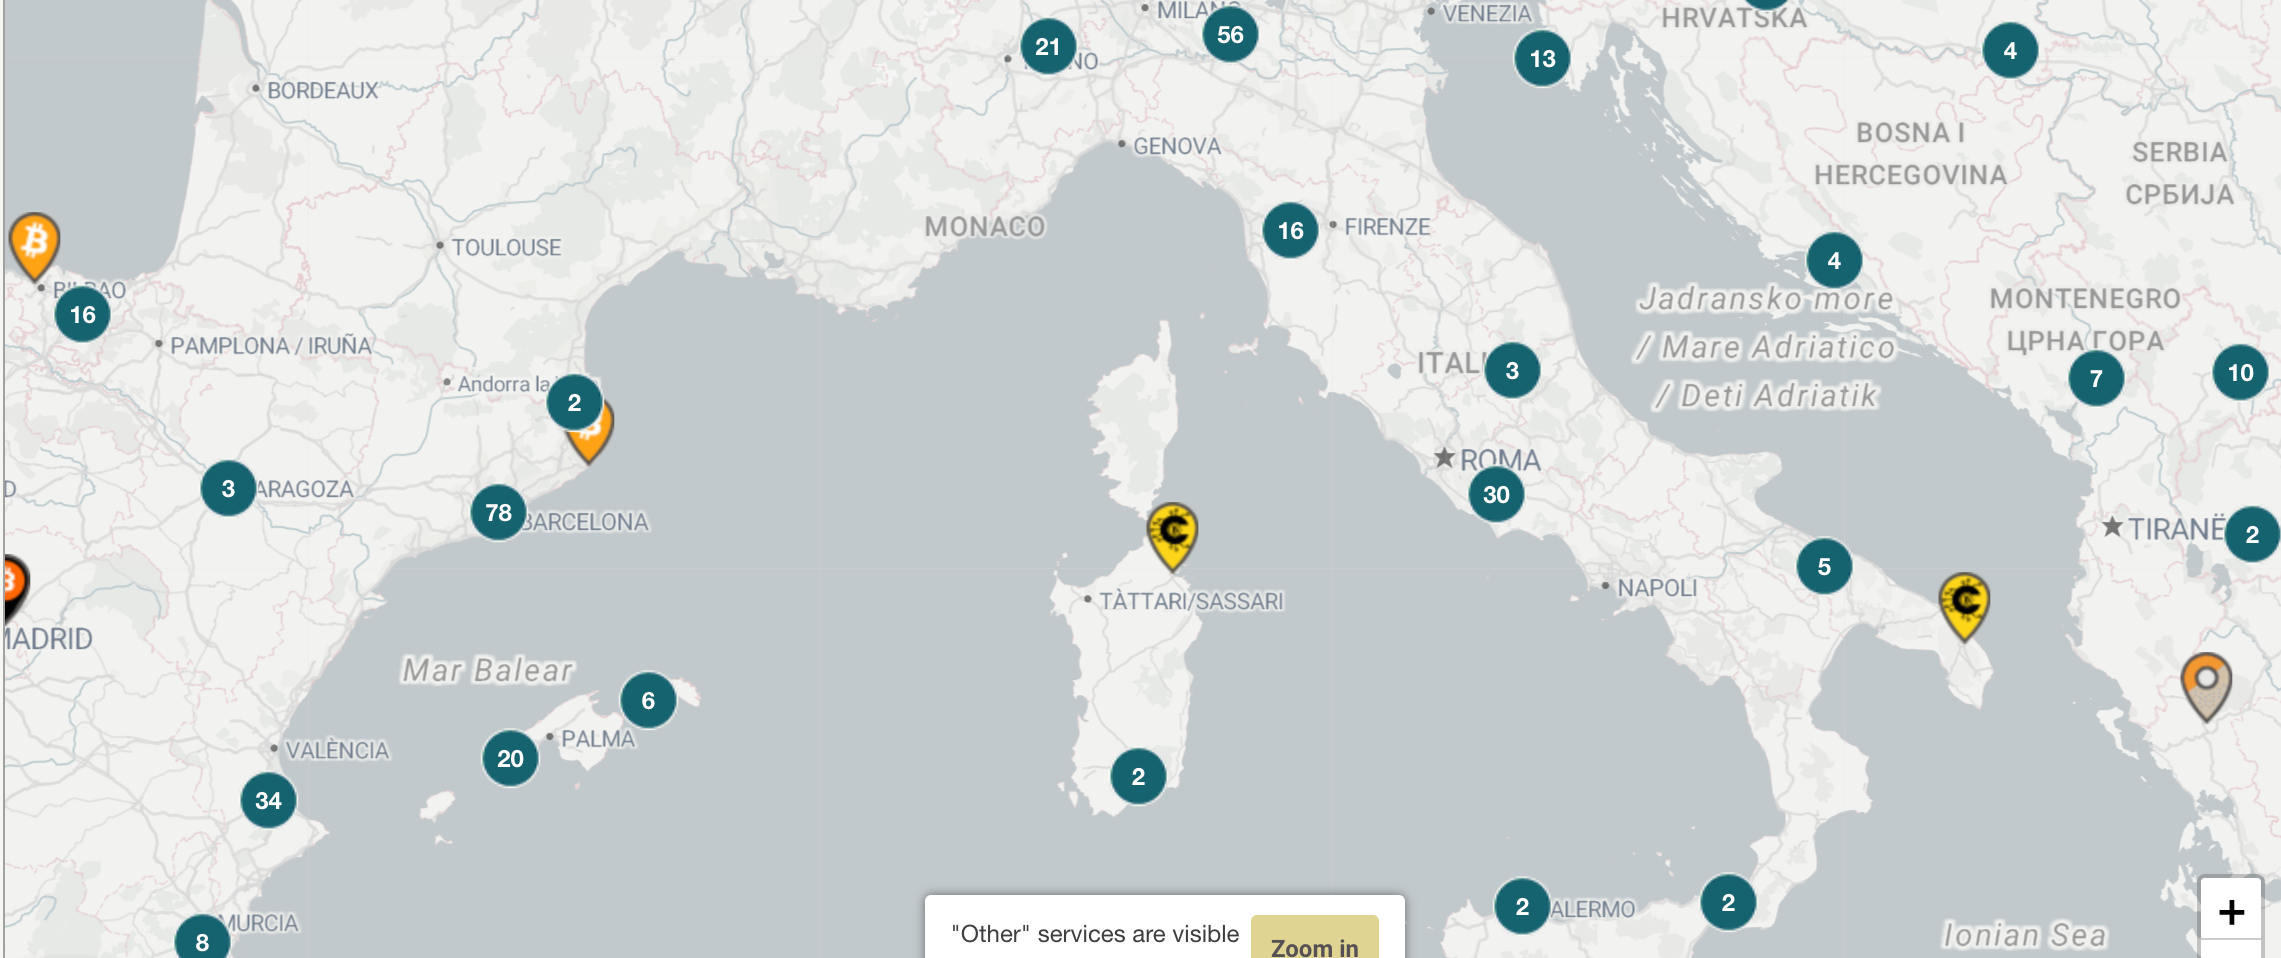 MILANO
56
VENEZIA
HRVATSKA
21
13
4
BORDEAUX
BOSNA I
HERCEGOVINA
SERBIA
СРБИЈА
GENOVA
TOULOUSE
MONACO
16
FIRENZE
4
BILBAO
16
PAMPLONA / IRUÑA
Jadransko more
/ Mare Adriatico
/ Deti Adriatik
MONTENEGRO
ЦРНА ГОРА
ITALI
3
7
10
Andorra la
2
3
ARAGOZA
78
BARCELONA
ROMA
30
TIRANË
2
5
TÀTTARI/SASSARI
NAPOLI
MADRID
Mar Balear
6
PALMA
20
VALÈNCIA
34
2
MURCIA
8
2
ALERMO
2
Ionian Sea
"Other" services are visible
Zoom in
+